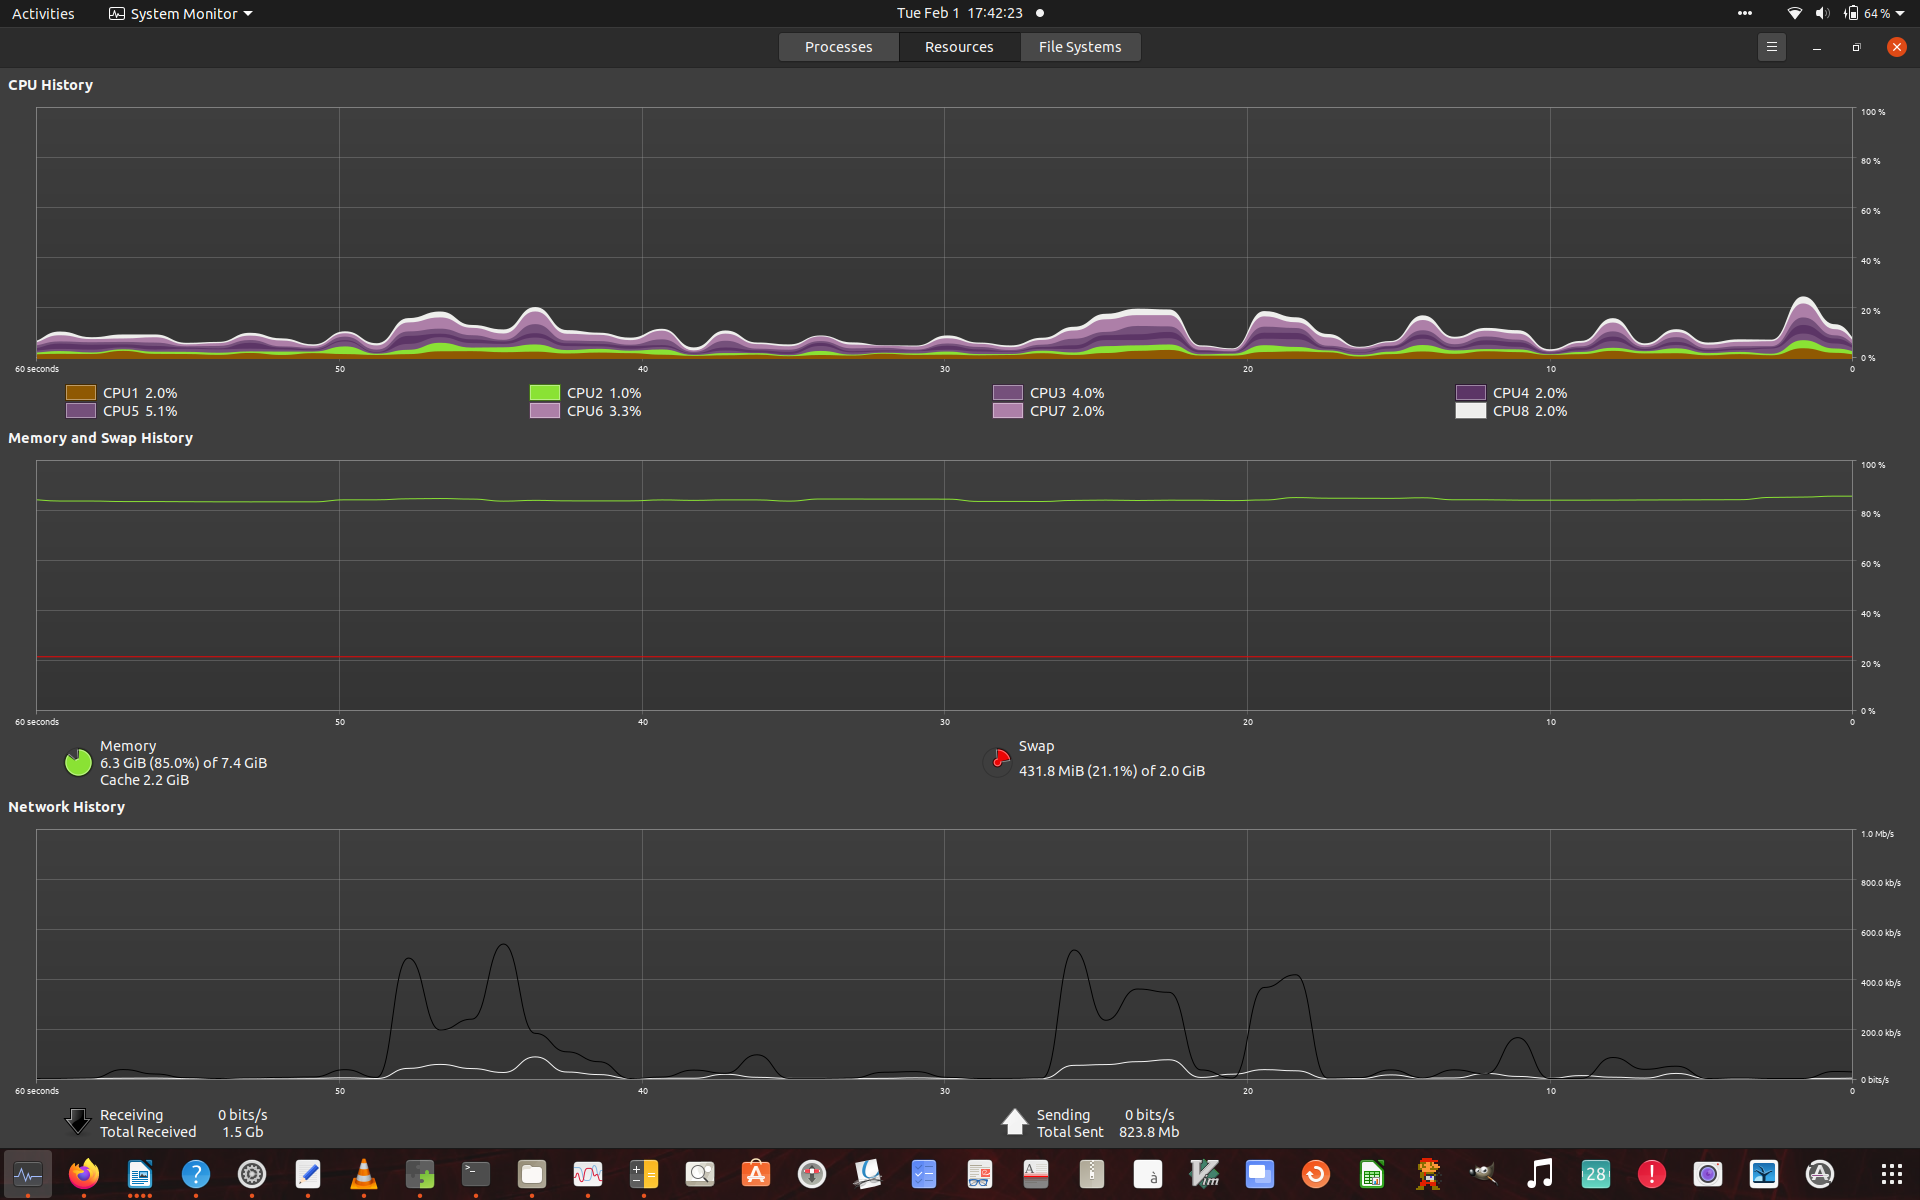 Activities System Monitor Tue Feb 1 17:42:23 64 %
Processes Resources File Systems
CPU History
100 %
80 %
60 %
40 %
20 %
0 %
60 seconds 50 40 30 20 10 0
CPU1 2.0% CPU2 1.0% CPU3 4.0% CPU4 2.0%
CPU5 5.1% CPU6 3.3% CPU7 2.0% CPU8 2.0%
Memory and Swap History
100 %
80 %
60 %
40 %
20 %
0 %
60 seconds 50 40 30 20 10 0
Memory
6.3 GiB (85.0%) of 7.4 GiB
Cache 2.2 GiB
Swap
431.8 MiB (21.1%) of 2.0 GiB
Network History
1.0 Mb/s
800.0 kb/s
600.0 kb/s
400.0 kb/s
200.0 kb/s
0 bits/s
60 seconds 50 40 30 20 10 0
Receiving 0 bits/s
Total Received 1.5 Gb
Sending 0 bits/s
Total Sent 823.8 Mb
? >_ A à Vim 28 !